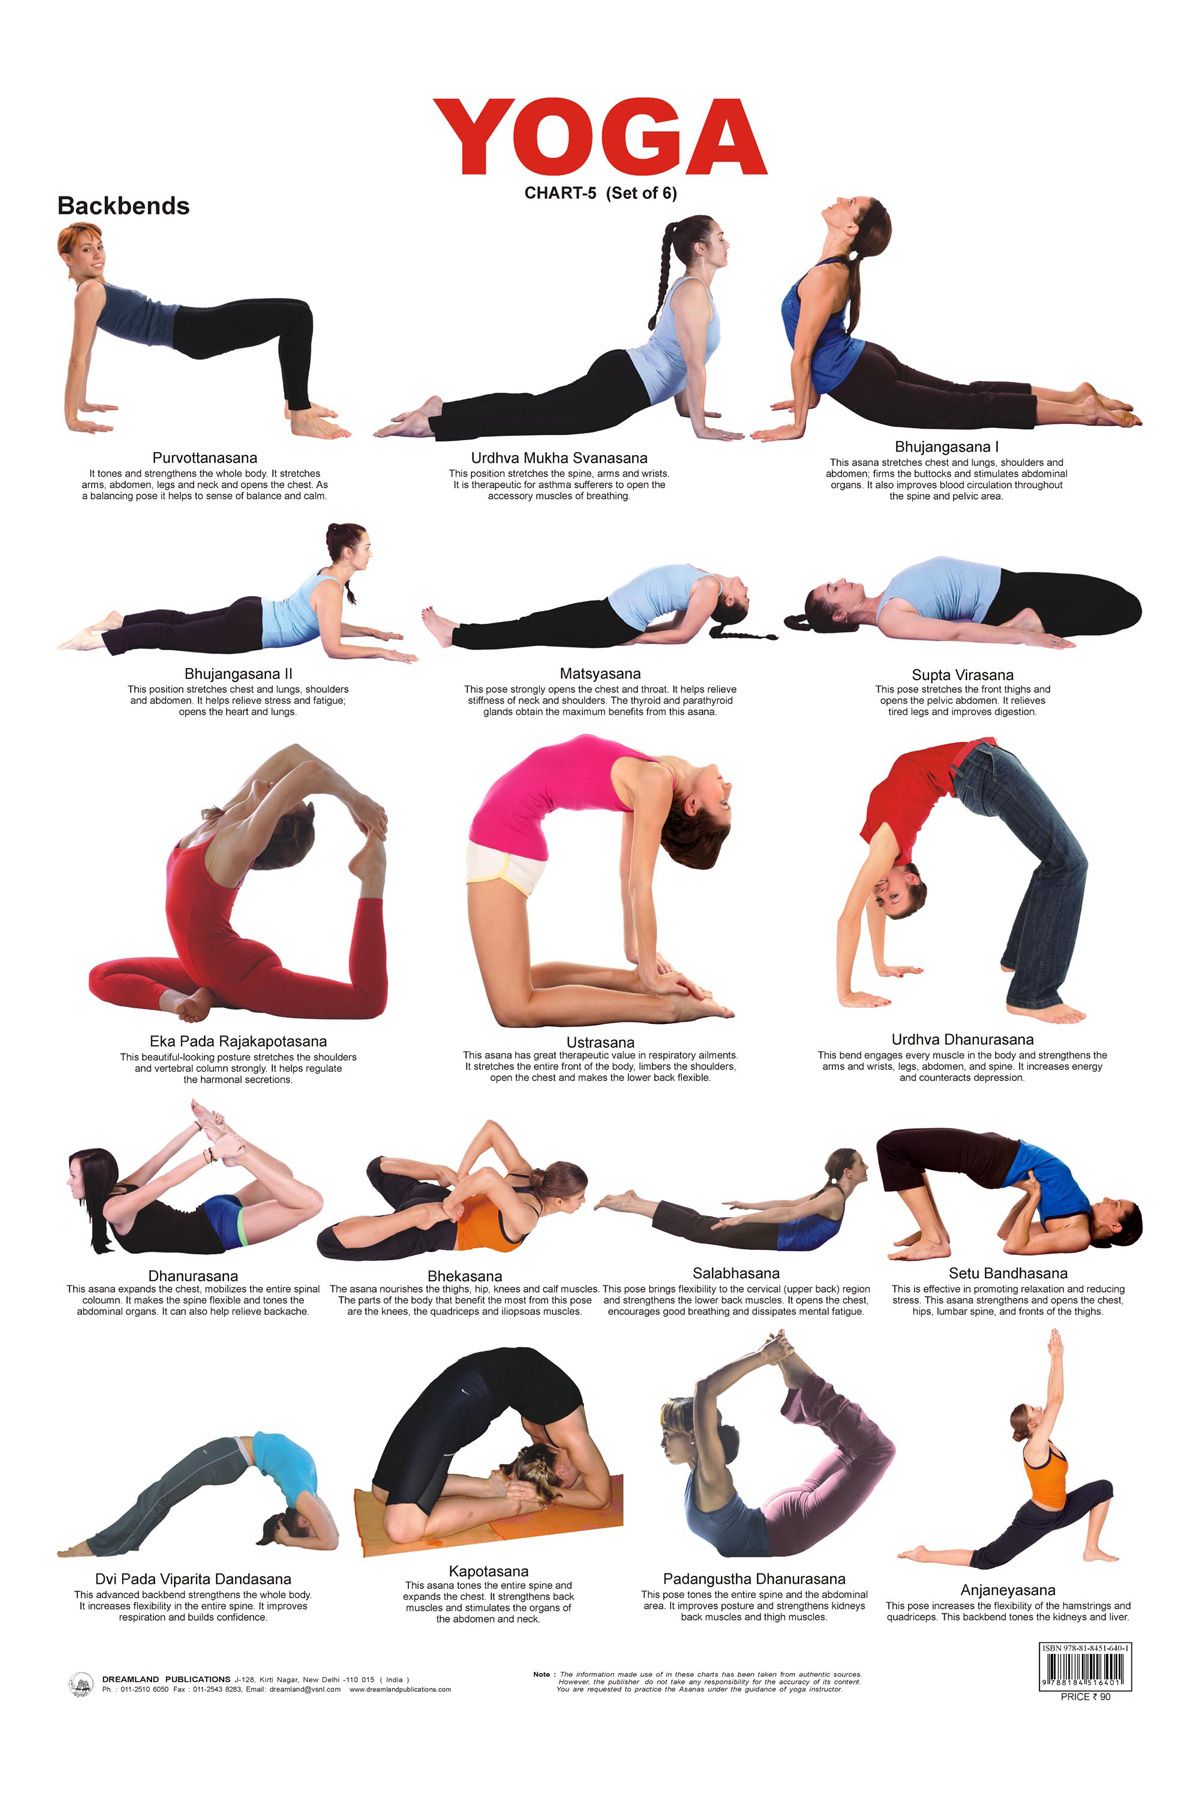 YOGA
CHART-5 (Set of 6)
Backbends
Purvottanasana
It tones and strengthens the whole body. It stretches
arms, abdomen, legs and neck and opens the chest. As
a balancing pose it helps to sense of balance and calm.
Urdhva Mukha Svanasana
This position stretches the spine, arms and wrists.
It is therapeutic for asthma sufferers to open the
accessory muscles of breathing.
Bhujangasana I
This asana stretches chest and lungs, shoulders and
abdomen; firms the buttocks and stimulates abdominal
organs. It also improves blood circulation throughout
the spine and pelvic area.
Bhujangasana II
This position stretches chest and lungs, shoulders
and abdomen. It helps relieve stress and fatigue;
opens the heart and lungs.
Matsyasana
This pose strongly opens the chest and throat. It helps relieve
stiffness of neck and shoulders. The thyroid and parathyroid
glands obtain the maximum benefits from this asana.
Supta Virasana
This pose stretches the front thighs and
opens the pelvic abdomen. It relieves
tired legs and improves digestion.
Eka Pada Rajakapotasana
This beautiful-looking posture stretches the shoulders
and vertebral column strongly. It helps regulate
the harmonal secretions.
Ustrasana
This asana has great therapeutic value in respiratory ailments.
It stretches the entire front of the body, limbers the shoulders,
open the chest and makes the lower back flexible.
Urdhva Dhanurasana
This bend engages every muscle in the body and strengthens the
arms and wrists, legs, abdomen, and spine. It increases energy
and counteracts depression.
Dhanurasana
This asana expands the chest, mobilizes the entire spinal
coloumn. It makes the spine flexible and tones the
abdominal organs. It can also help relieve backache.
Bhekasana
The asana nourishes the thighs, hip, knees and calf muscles.
The parts of the body that benefit the most from this pose
are the knees, the quadriceps and iliopsoas muscles.
Salabhasana
This pose brings flexibility to the cervical (upper back) region
and strengthens the lower back muscles. It opens the chest,
encourages good breathing and dissipates mental fatigue.
Setu Bandhasana
This is effective in promoting relaxation and reducing
stress. This asana strengthens and opens the chest,
hips, lumbar spine, and fronts of the thighs.
Dvi Pada Viparita Dandasana
This advanced backbend strengthens the whole body.
It increases flexibility in the entire spine. It improves
respiration and builds confidence.
Kapotasana
This asana tones the entire spine and
expands the chest. It strengthens back
muscles and stimulates the organs of
the abdomen and neck.
Padangustha Dhanurasana
This pose tones the entire spine and the abdominal
area. It improves posture and strengthens kidneys
back muscles and thigh muscles.
Anjaneyasana
This pose increases the flexibility of the hamstrings and
quadriceps. This backbend tones the kidneys and liver.
DREAMLAND PUBLICATIONS J-128, Kirti Nagar, New Delhi -110 015 ( India )
Ph. : 011-2510 6050 Fax : 011-2543 8283, Email: dreamland@vsnl.com www.dreamlandpublications.com
Note : The information made use of in these charts has been taken from authentic sources.
However, the publisher do not take any responsibility for the accuracy of its content.
You are requested to practice the Asanas under the guidance of yoga instructor.
ISBN 978-81-8451-640-1
9 788184 516401
PRICE ₹ 90